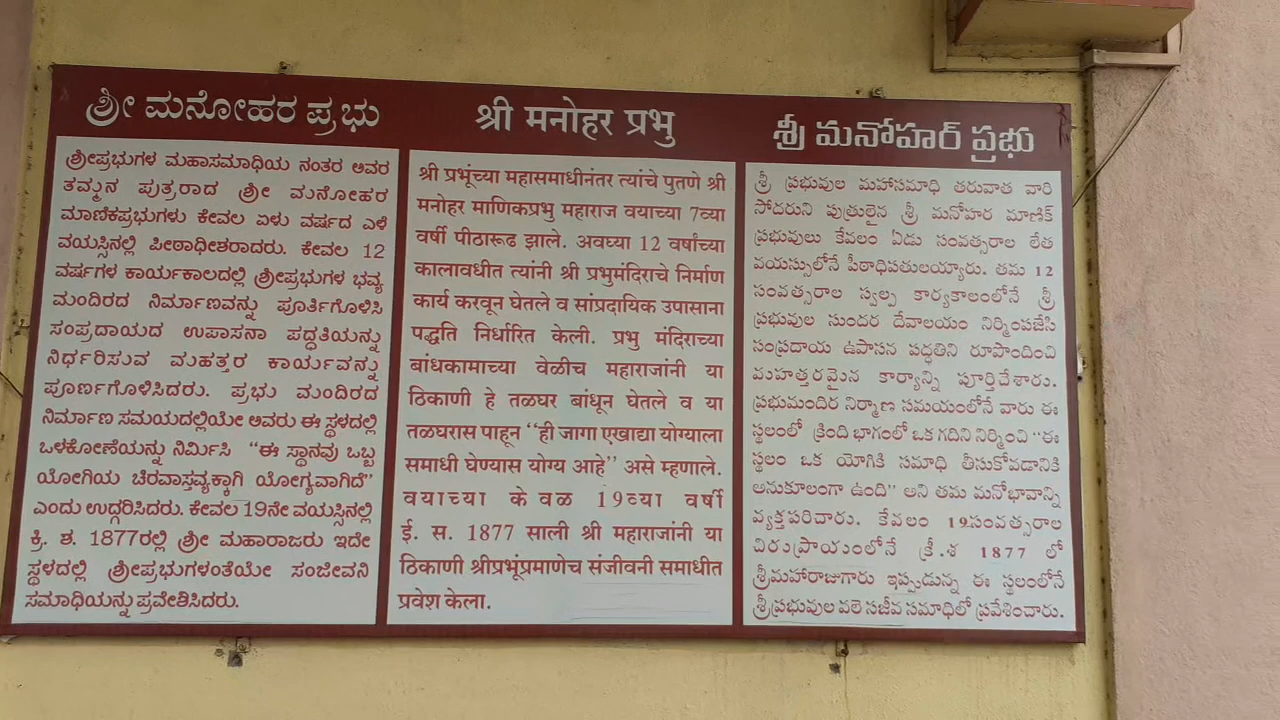 ಶ್ರೀ ಮನೋಹರ ಪ್ರಭು
ಶ್ರೀಪ್ರಭುಗಳ ಮಹಾಸಮಾಧಿಯ ನಂತರ ಅವರ
ತಮ್ಮನ ಪುತ್ರರಾದ ಶ್ರೀ ಮನೋಹರ
ಮಾಣಿಕಪ್ರಭುಗಳು ಕೇವಲ ಏಳು ವರ್ಷದ ಎಳೆ
ವಯಸ್ಸಿನಲ್ಲಿ ಪೀಠಾಧೀಶರಾದರು. ಕೇವಲ 12
ವರ್ಷಗಳ ಕಾರ್ಯಕಾಲದಲ್ಲಿ ಶ್ರೀಪ್ರಭುಗಳ ಭವ್ಯ
ಮಂದಿರದ ನಿರ್ಮಾಣವನ್ನು ಪೂರ್ತಿಗೊಳಿಸಿ
ಸಂಪ್ರದಾಯದ ಉಪಾಸನಾ ಪದ್ಧತಿಯನ್ನು
ನಿರ್ಧರಿಸುವ ಮಹತ್ತರ ಕಾರ್ಯವನ್ನು
ಪೂರ್ಣಗೊಳಿಸಿದರು. ಪ್ರಭು ಮಂದಿರದ
ನಿರ್ಮಾಣ ಸಮಯದಲ್ಲಿಯೇ ಅವರು ಈ ಸ್ಥಳದಲ್ಲಿ
ಒಳಕೋಣೆಯನ್ನು ನಿರ್ಮಿಸಿ "ಈ ಸ್ಥಾನವು ಒಬ್ಬ
ಯೋಗಿಯ ಚಿರವಾಸ್ತವ್ಯಕ್ಕಾಗಿ ಯೋಗ್ಯವಾಗಿದೆ"
ಎಂದು ಉದ್ಗರಿಸಿದರು. ಕೇವಲ 19ನೇ ವಯಸ್ಸಿನಲ್ಲಿ
ಕ್ರಿ. ಶ. 1877ರಲ್ಲಿ ಶ್ರೀ ಮಹಾರಾಜರು ಇದೇ
ಸ್ಥಳದಲ್ಲಿ ಶ್ರೀಪ್ರಭುಗಳಂತೆಯೇ ಸಂಜೀವನಿ
ಸಮಾಧಿಯನ್ನು ಪ್ರವೇಶಿಸಿದರು.
श्री मनोहर प्रभु
श्री प्रभूंच्या महासमाधीनंतर त्यांचे पुतणे श्री
मनोहर माणिकप्रभु महाराज वयाच्या 7व्या
वर्षी पीठारूढ झाले. अवघ्या 12 वर्षांच्या
कालावधीत त्यांनी श्री प्रभुमंदिराचे निर्माण
कार्य करवून घेतले व सांप्रदायिक उपासाना
पद्धति निर्धारित केली. प्रभु मंदिराच्या
बांधकामाच्या वेळीच महाराजांनी या
ठिकाणी हे तळघर बांधून घेतले व या
तळघरास पाहून "ही जागा एखाद्या योग्याला
समाधी घेण्यास योग्य आहे" असे म्हणाले.
वयाच्या केवळ 19व्या वर्षी
ई. स. 1877 साली श्री महाराजांनी या
ठिकाणी श्रीप्रभूंप्रमाणेच संजीवनी समाधीत
प्रवेश केला.
శ్రీ మనోహర్ ప్రభు
శ్రీ ప్రభువుల మహాసమాధి తరువాత వారి
సోదరుని పుత్రులైన శ్రీ మనోహర మాణిక్
ప్రభువులు కేవలం ఏడు సంవత్సరాల లేత
వయస్సులోనే పీఠాధిపతులయ్యారు. తమ 12
సంవత్సరాల స్వల్ప కార్యకాలంలోనే శ్రీ
ప్రభువుల సుందర దేవాలయం నిర్మింపజేసి
సంప్రదాయ ఉపాసన పద్ధతిని రూపొందించి
మహత్తరమైన కార్యాన్ని పూర్తిచేశారు.
ప్రభుమందిర నిర్మాణ సమయంలోనే వారు ఈ
స్థలంలో క్రింది భాగంలో ఒక గదిని నిర్మించి "ఈ
స్థలం ఒక యోగికి సమాధి తీసుకోవడానికి
అనుకూలంగా ఉంది" అని తమ మనోభావాన్ని
వ్యక్తపరిచారు. కేవలం 19సంవత్సరాల
చిరుప్రాయంలోనే క్రీ.శ 1877 లో
శ్రీమహారాజుగారు ఇప్పుడున్న ఈ స్థలంలోనే
శ్రీప్రభువుల వలె సజీవ సమాధిలో ప్రవేశించారు.